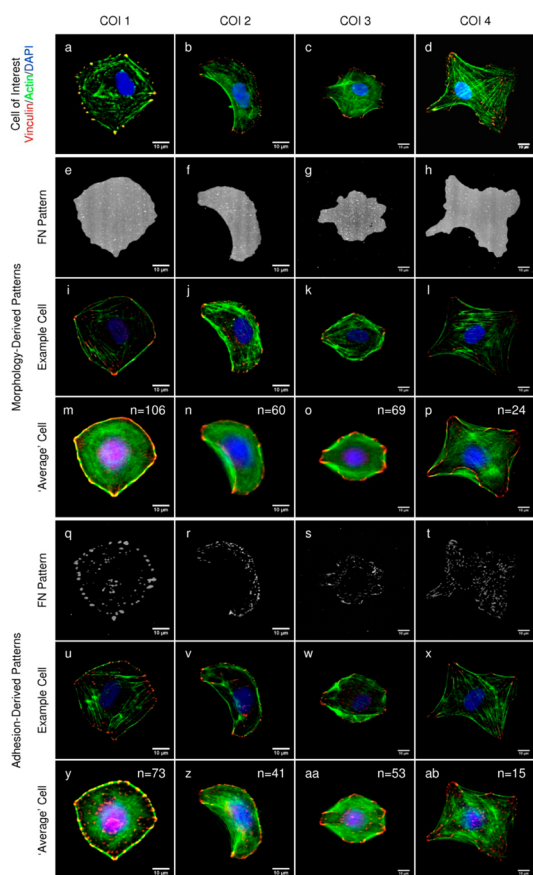 COI 1 COI 2 COI 3 COI 4
Cell of Interest
Vinculin/Actin/DAPI
a b c d
10 μm 10 μm 10 μm 10 μm
FN Pattern
e f g h
10 μm 10 μm 10 μm 10 μm
Morphology-Derived Patterns
Example Cell
i j k l
10 μm 10 μm 10 μm 10 μm
'Average' Cell
m n=106 n n=60 o n=69 p n=24
10 μm 10 μm 10 μm 10 μm
Adhesion-Derived Patterns
FN Pattern
q r s t
10 μm 10 μm 10 μm 10 μm
Example Cell
u v w x
10 μm 10 μm 10 μm 10 μm
'Average' Cell
y n=73 z n=41 aa n=53 ab n=15
10 μm 10 μm 10 μm 10 μm